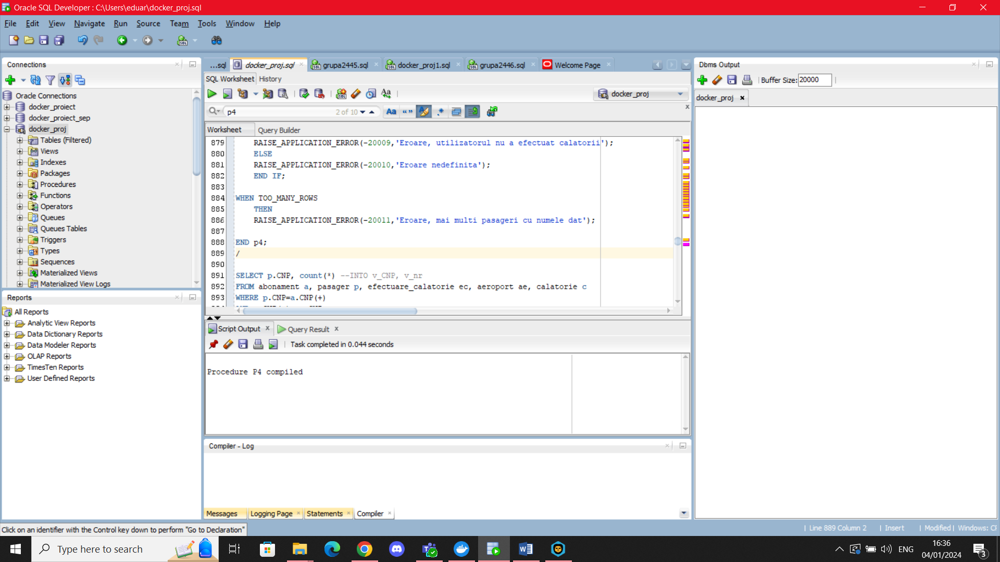 Oracle SQL Developer : C:\Users\eduar\docker_proj.sql
File Edit View Navigate Run Source Team Tools Window Help
Connections
Oracle Connections
docker_proiect
docker_proiect_sep
docker_proj
Tables (Filtered)
Views
Indexes
Packages
Procedures
Functions
Operators
Queues
Queues Tables
Triggers
Types
Sequences
Materialized Views
Materialized View Logs
Reports
All Reports
Analytic View Reports
Data Dictionary Reports
Data Modeler Reports
OLAP Reports
TimesTen Reports
User Defined Reports
...sql docker_proj.sql grupa2445.sql docker_proj1.sql grupa2446.sql Welcome Page
SQL Worksheet History
docker_proj
p4 2 of 10
Worksheet Query Builder
879 RAISE_APPLICATION_ERROR(-20009,'Eroare, utilizatorul nu a efectuat calatorii');
880 ELSE
881 RAISE_APPLICATION_ERROR(-20010,'Eroare nedefinita');
882 END IF;
883
884 WHEN TOO_MANY_ROWS
885 THEN
886 RAISE_APPLICATION_ERROR(-20011,'Eroare, mai multi pasageri cu numele dat');
887
888 END p4;
889 /
890
891 SELECT p.CNP, count(*) --INTO v_CNP, v_nr
892 FROM abonament a, pasager p, efectuare_calatorie ec, aeroport ae, calatorie c
893 WHERE p.CNP=a.CNP(+)
Script Output Query Result
Task completed in 0.044 seconds
Procedure P4 compiled
Compiler - Log
Messages Logging Page Statements Compiler
Dbms Output
Buffer Size: 20000
docker_proj
Click on an identifier with the Control key down to perform "Go to Declaration"
Line 889 Column 2 Insert Modified Windows:
Type here to search
ENG
16:36
04/01/2024
3